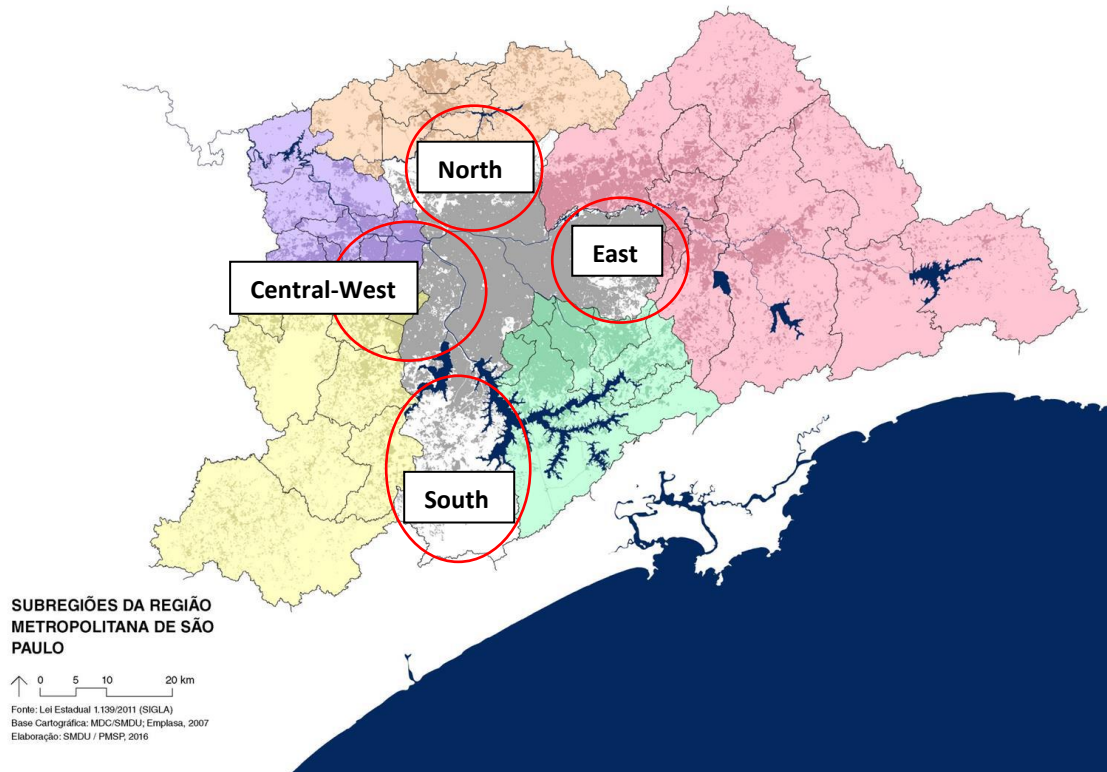 North
East
Central-West
South
SUBREGIÕES DA REGIÃO
METROPOLITANA DE SÃO
PAULO
0 5 10 20 km
Fonte: Lei Estadual 1.139/2011 (SIGLA)
Base Cartográfica: MDC/SMDU; Emplasa, 2007
Elaboração: SMDU / PMSP, 2016